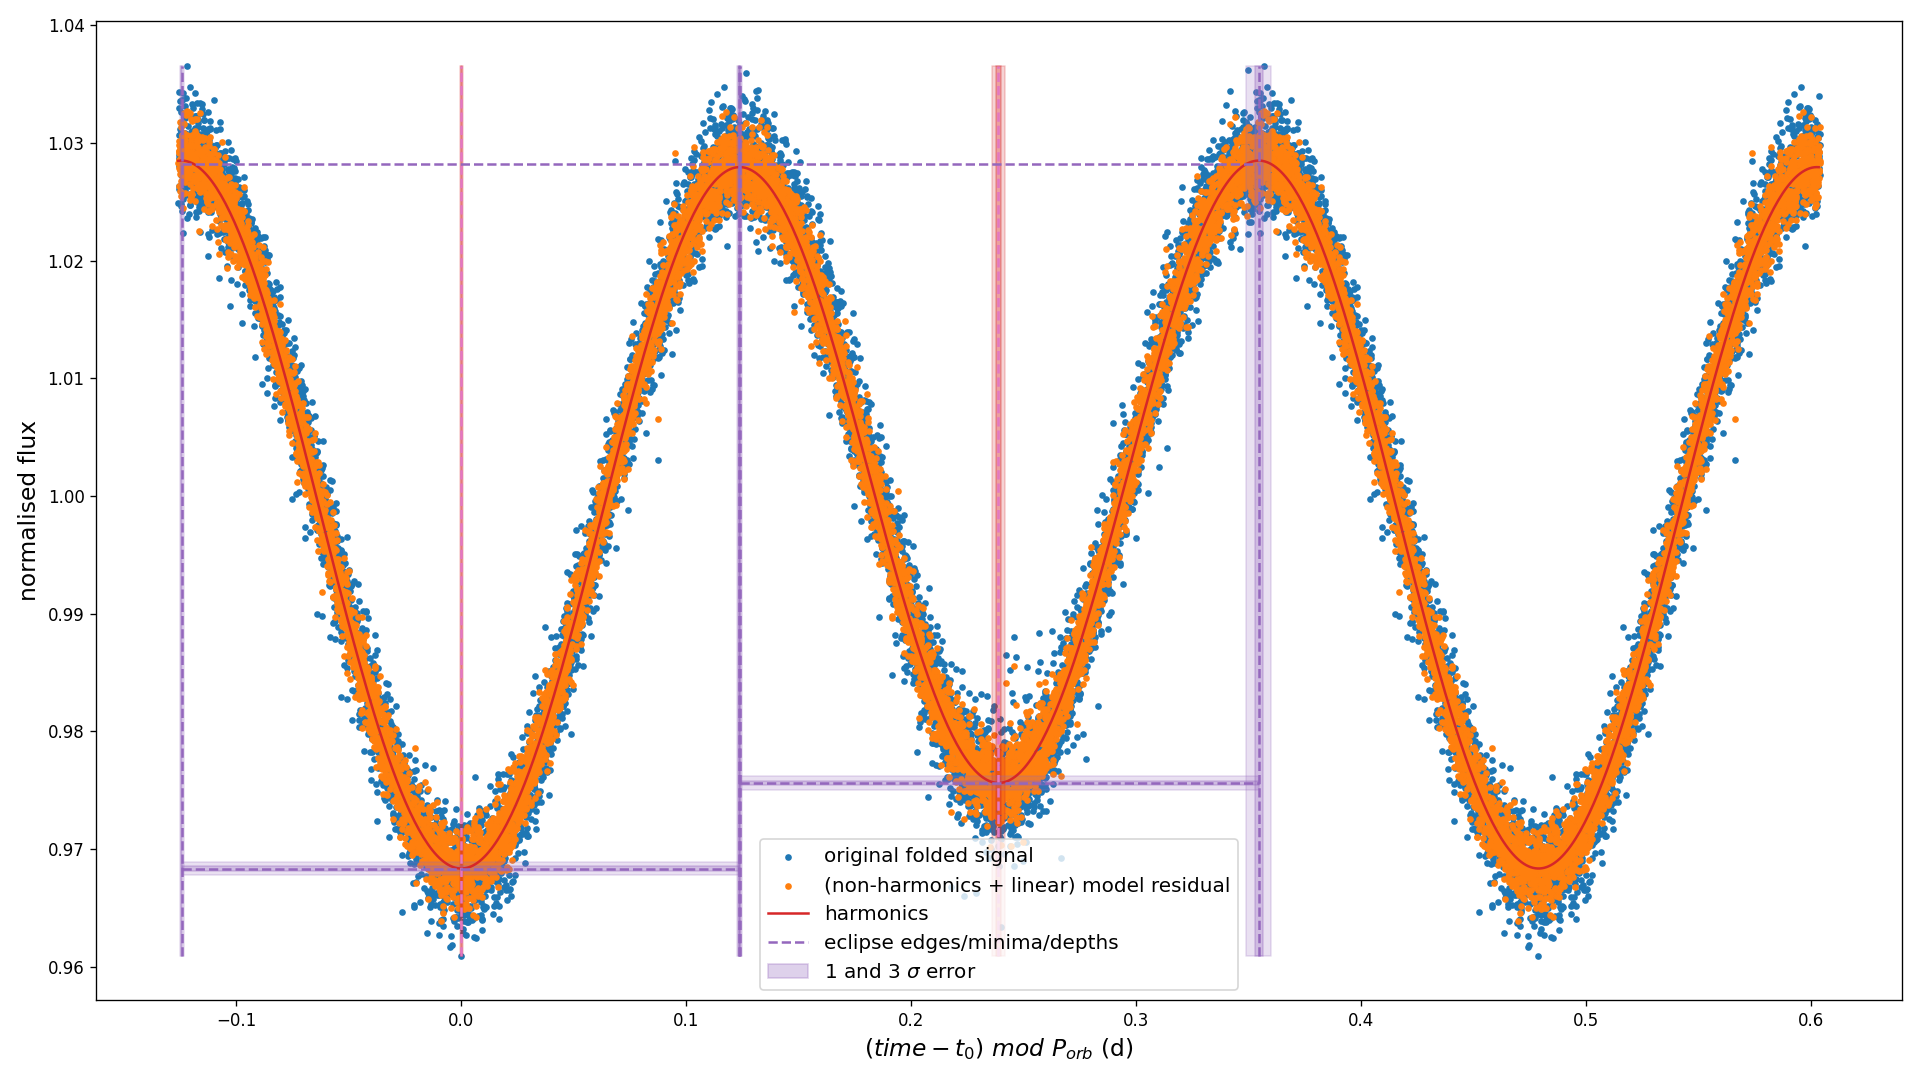 1.04
1.03
1.02
1.01
1.00
0.99
0.98
0.97
0.96
normalised flux
original folded signal
(non-harmonics + linear) model residual
harmonics
eclipse edges/minima/depths
1 and 3 σ error
−0.1 0.0 0.1 0.2 0.3 0.4 0.5 0.6
(time − t₀) mod P_orb (d)